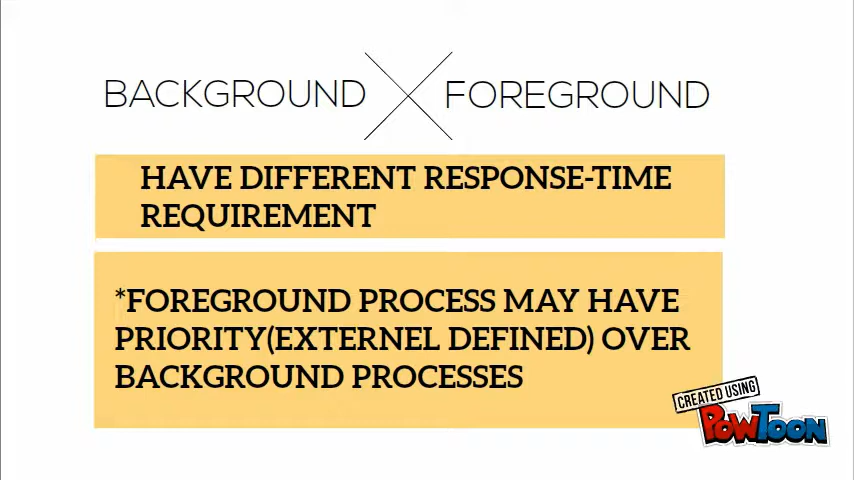 BACKGROUND FOREGROUND
HAVE DIFFERENT RESPONSE-TIME
REQUIREMENT
*FOREGROUND PROCESS MAY HAVE
PRIORITY(EXTERNEL DEFINED) OVER
BACKGROUND PROCESSES
CREATED USING
POWTOON